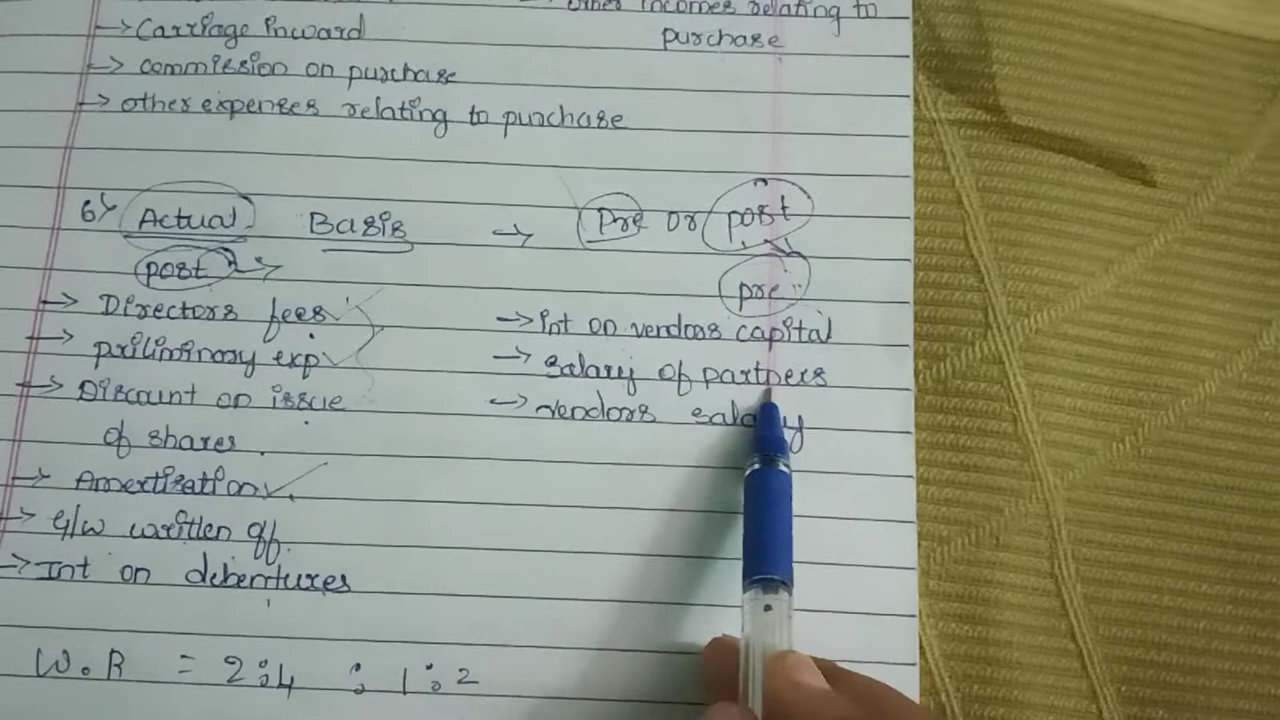 other incomes relating to
purchase
→ Carriage Inward
→ commission on purchase
→ other expenses relating to purchase
6) Actual Basis → Pre or post
post
pre
→ Directors fees ✓
→ priliminary exp ✓
→ Discount on issue
of shares.
→ Amortization ✓
→ G/w written off.
→ Int on debentures
→ Int on vendors capital
→ salary of partners
→ vendors salary
W.R = 2:4 ; 1:2